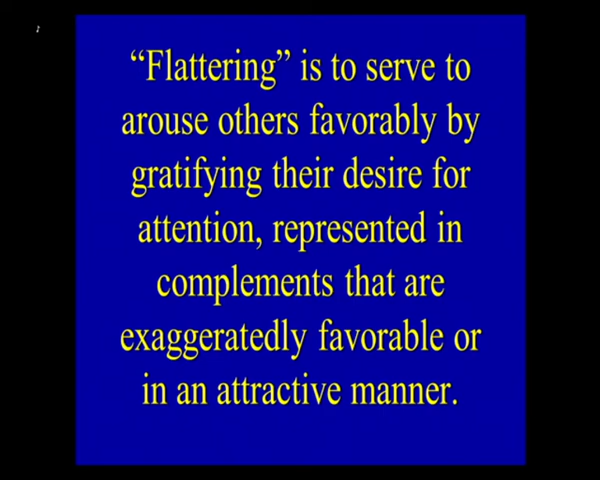 “Flattering” is to serve to
arouse others favorably by
gratifying their desire for
attention, represented in
complements that are
exaggeratedly favorable or
in an attractive manner.